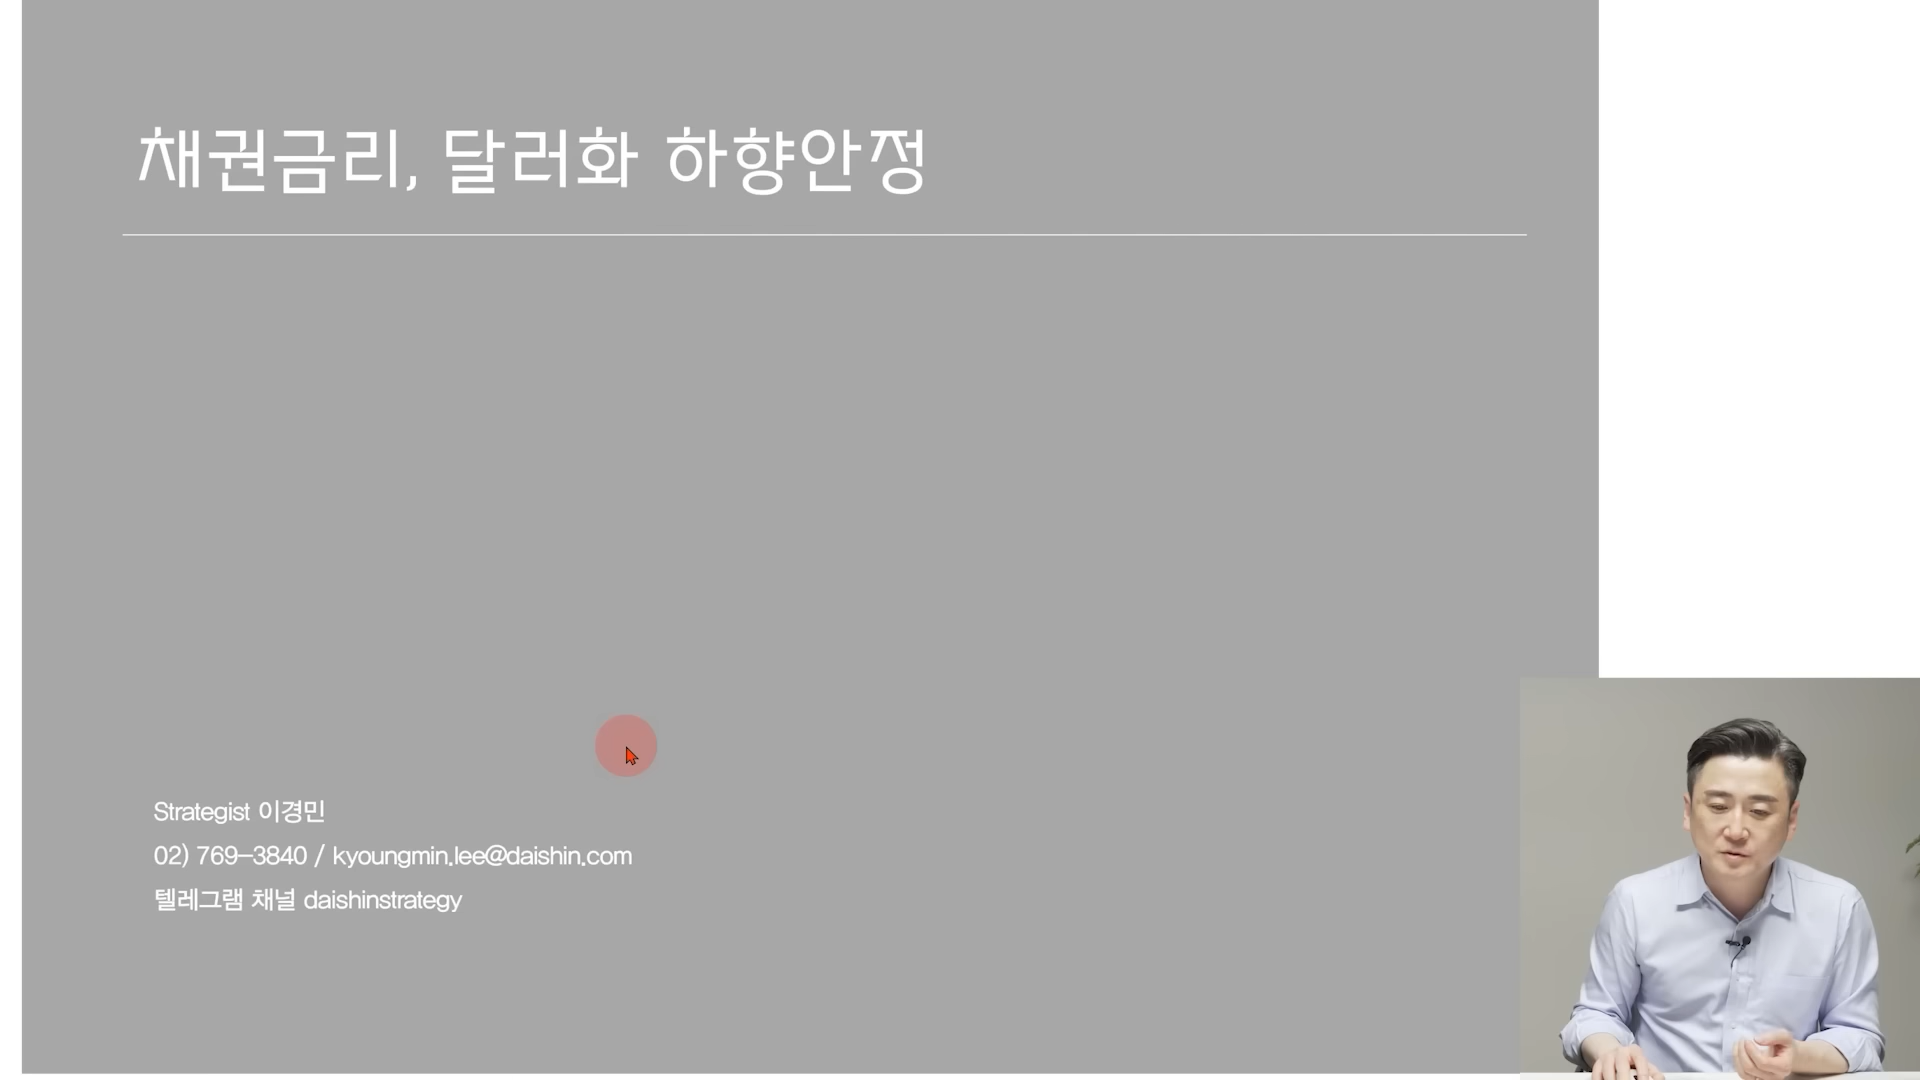 채권금리, 달러화 하향안정
Strategist 이경민
02) 769-3840 / kyoungmin.lee@daishin.com
텔레그램 채널 daishinstrategy